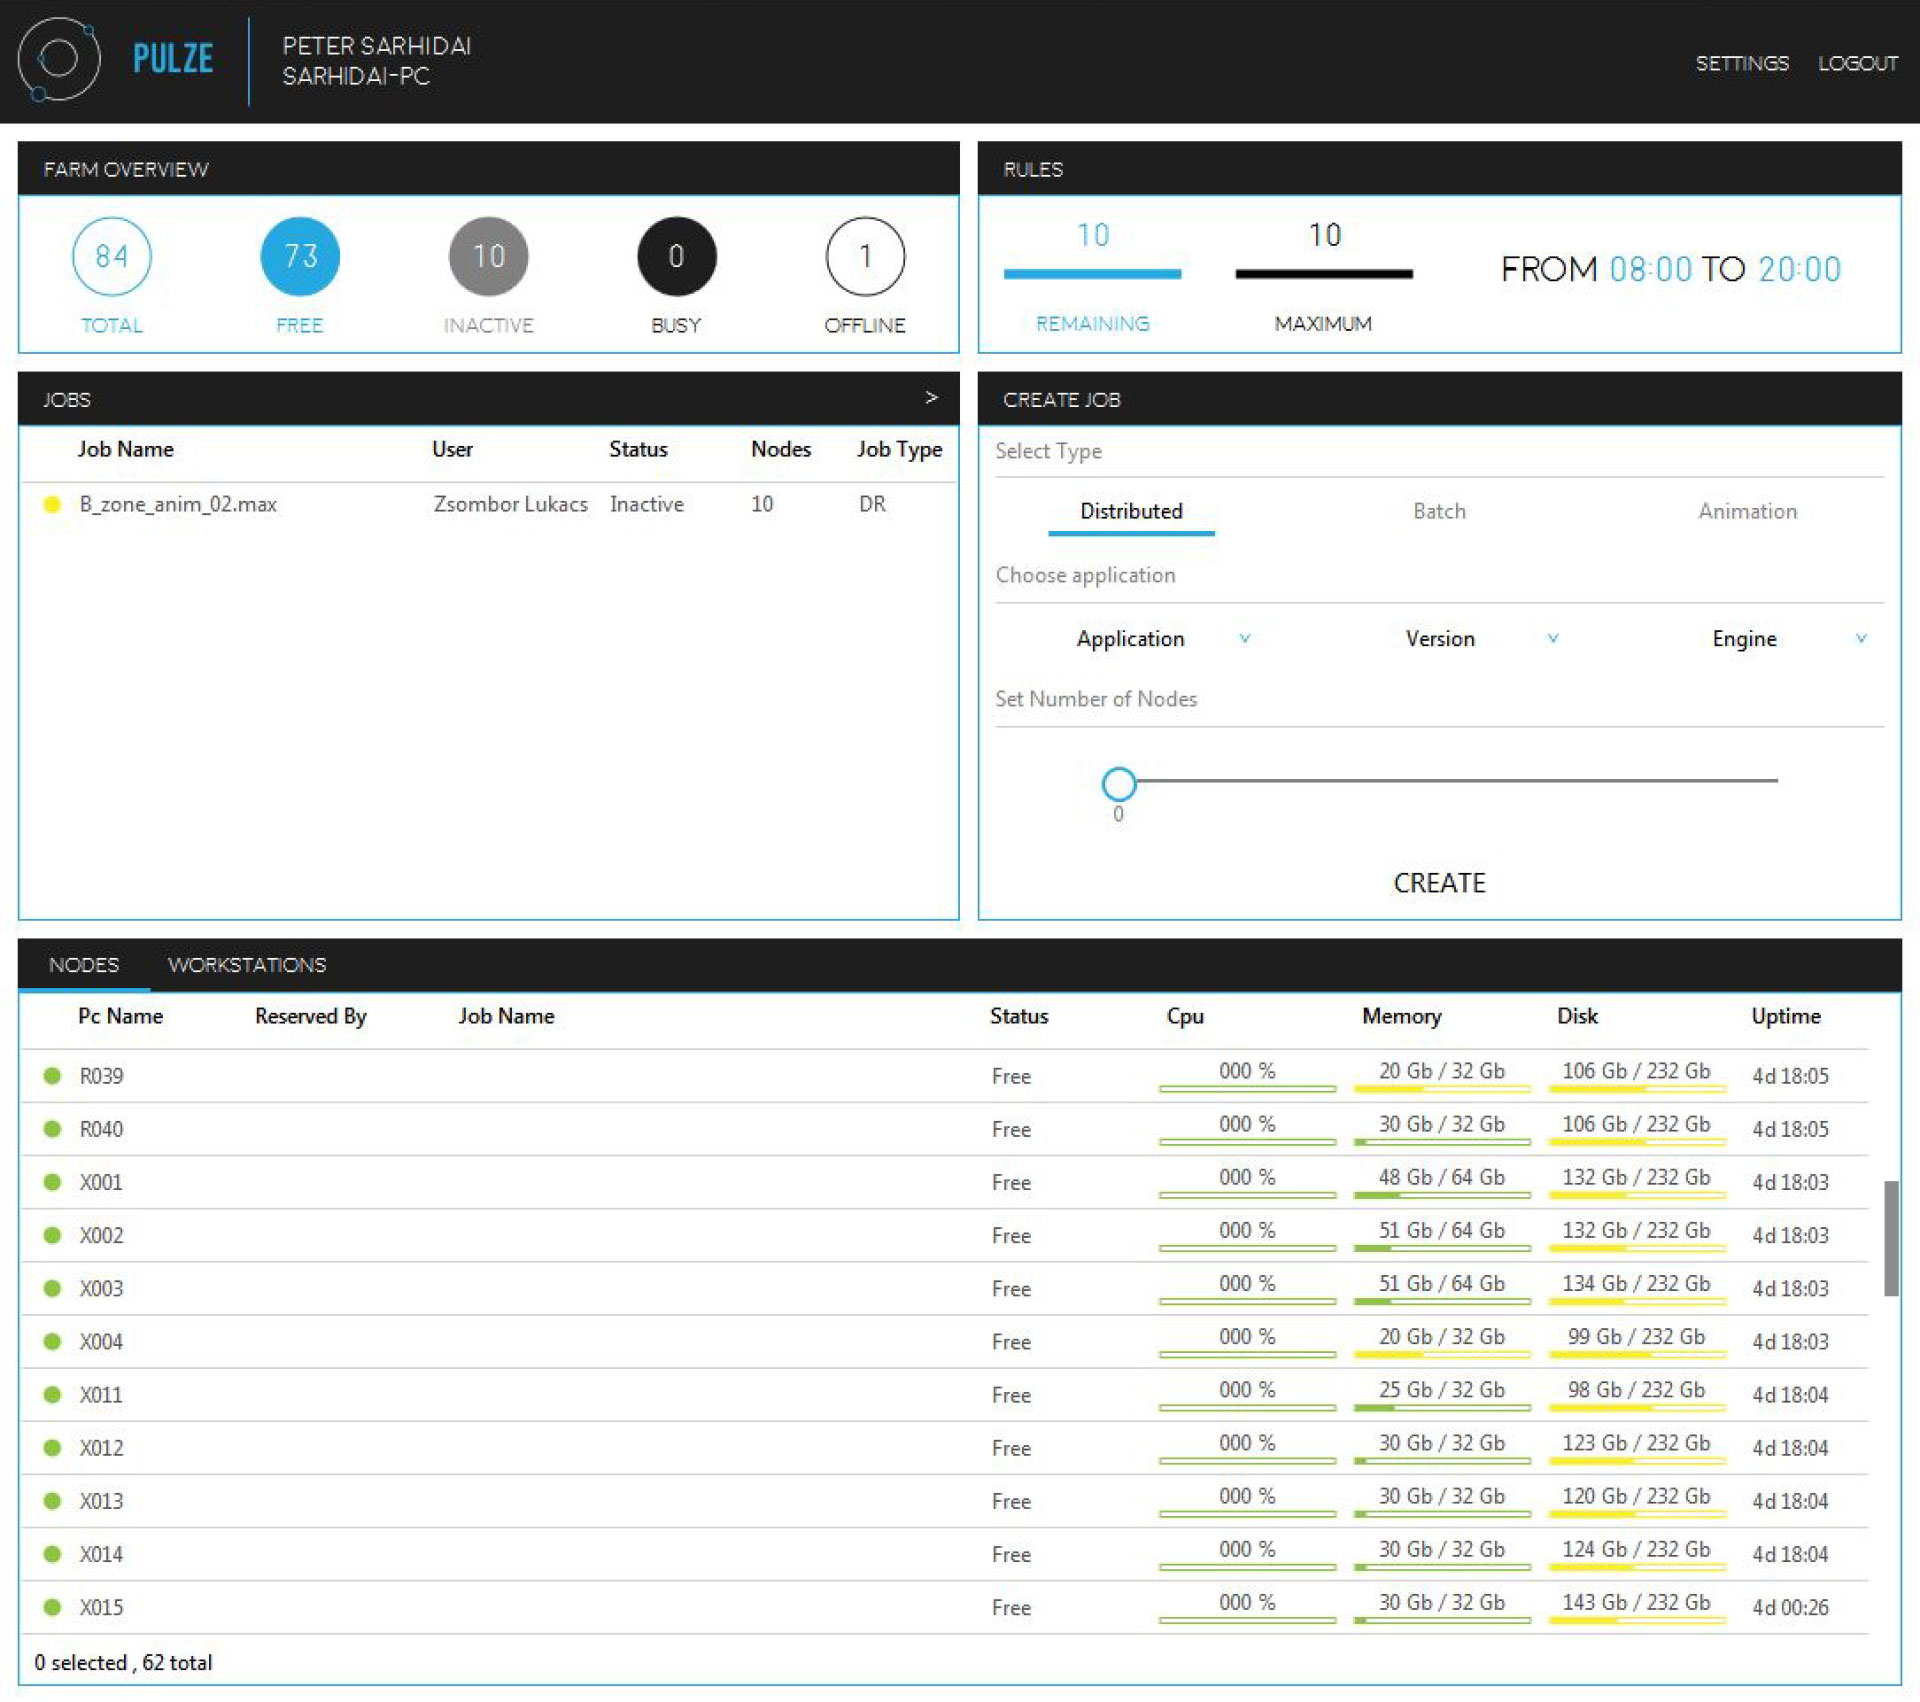 PULZE
PETER SARHIDAI
SARHIDAI-PC
SETTINGS LOGOUT
FARM OVERVIEW
84 73 10 0 1
TOTAL FREE INACTIVE BUSY OFFLINE
RULES
10 10
FROM 08:00 TO 20:00
REMAINING MAXIMUM
JOBS >
Job Name User Status Nodes Job Type
B_zone_anim_02.max Zsombor Lukacs Inactive 10 DR
CREATE JOB
Select Type
Distributed Batch Animation
Choose application
Application Version Engine
Set Number of Nodes
0
CREATE
NODES WORKSTATIONS
Pc Name Reserved By Job Name Status Cpu Memory Disk Uptime
R039 Free 000 % 20 Gb / 32 Gb 106 Gb / 232 Gb 4d 18:05
R040 Free 000 % 30 Gb / 32 Gb 106 Gb / 232 Gb 4d 18:05
X001 Free 000 % 48 Gb / 64 Gb 132 Gb / 232 Gb 4d 18:03
X002 Free 000 % 51 Gb / 64 Gb 132 Gb / 232 Gb 4d 18:03
X003 Free 000 % 51 Gb / 64 Gb 134 Gb / 232 Gb 4d 18:03
X004 Free 000 % 20 Gb / 32 Gb 99 Gb / 232 Gb 4d 18:03
X011 Free 000 % 25 Gb / 32 Gb 98 Gb / 232 Gb 4d 18:04
X012 Free 000 % 30 Gb / 32 Gb 123 Gb / 232 Gb 4d 18:04
X013 Free 000 % 30 Gb / 32 Gb 120 Gb / 232 Gb 4d 18:04
X014 Free 000 % 30 Gb / 32 Gb 124 Gb / 232 Gb 4d 18:04
X015 Free 000 % 30 Gb / 32 Gb 143 Gb / 232 Gb 4d 00:26
0 selected , 62 total